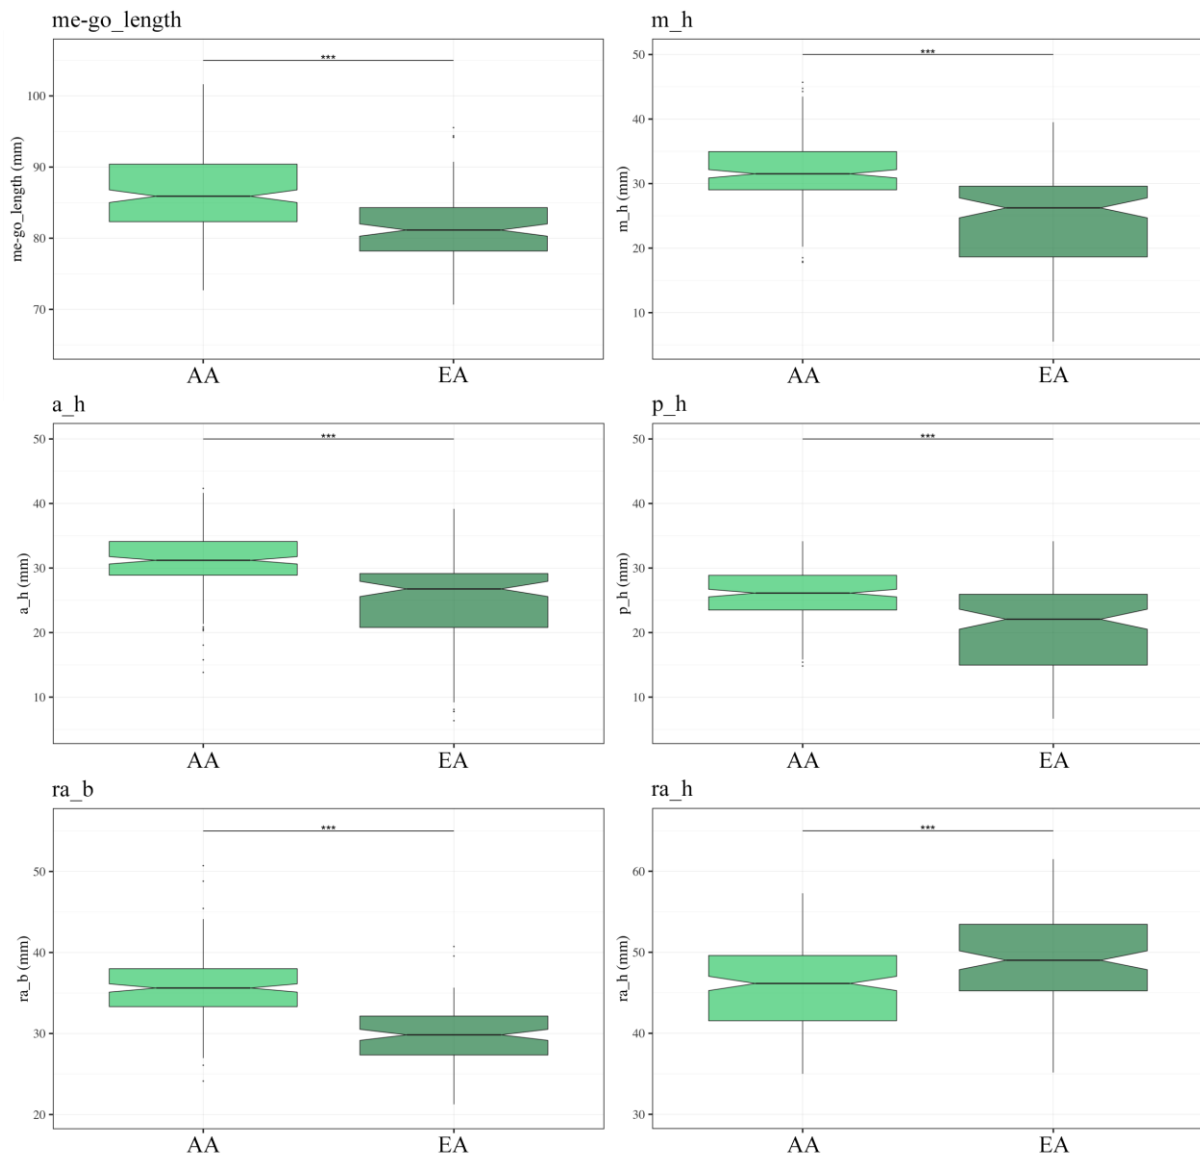 me-go_length
***
me-go_length (mm)
100
90
80
70
AA EA
m_h
***
m_h (mm)
50
40
30
20
10
AA EA
a_h
***
a_h (mm)
50
40
30
20
10
AA EA
p_h
***
p_h (mm)
50
40
30
20
10
AA EA
ra_b
***
ra_b (mm)
50
40
30
20
AA EA
ra_h
***
ra_h (mm)
60
50
40
30
AA EA